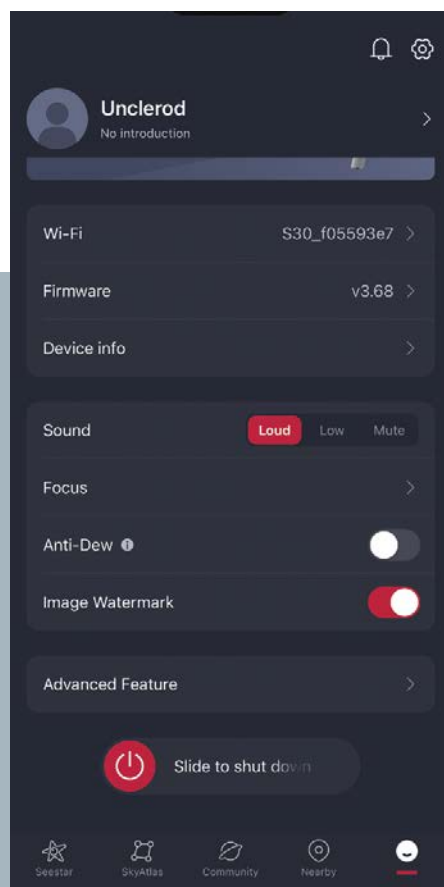 Unclerod
No introduction
Wi-Fi S30_f05593e7
Firmware v3.68
Device info
Sound Loud Low Mute
Focus
Anti-Dew
Image Watermark
Advanced Feature
Slide to shut down
Seestar SkyAtlas Community Nearby